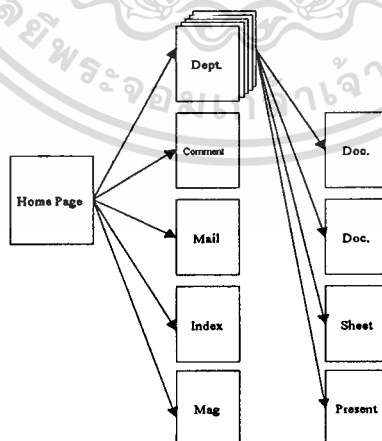 Dept.
Comment
Doc.
Home Page
Mail
Doc.
Index
Sheet
Mag
Present